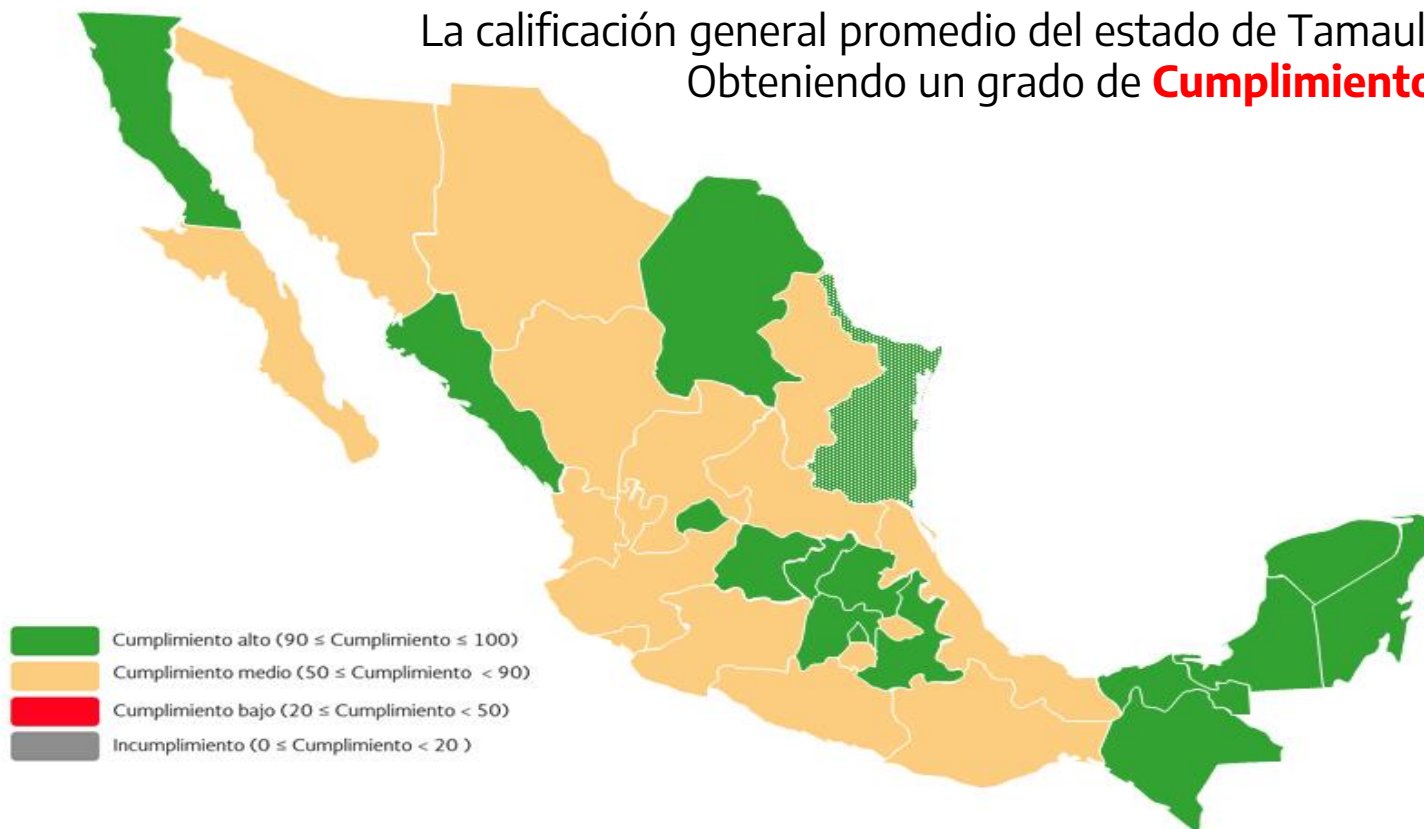 La calificación general promedio del estado de Tamaul
Obteniendo un grado de Cumplimiento
Cumplimiento alto (90 ≤ Cumplimiento ≤ 100)
Cumplimiento medio (50 ≤ Cumplimiento < 90)
Cumplimiento bajo (20 ≤ Cumplimiento < 50)
Incumplimiento (0 ≤ Cumplimiento < 20 )